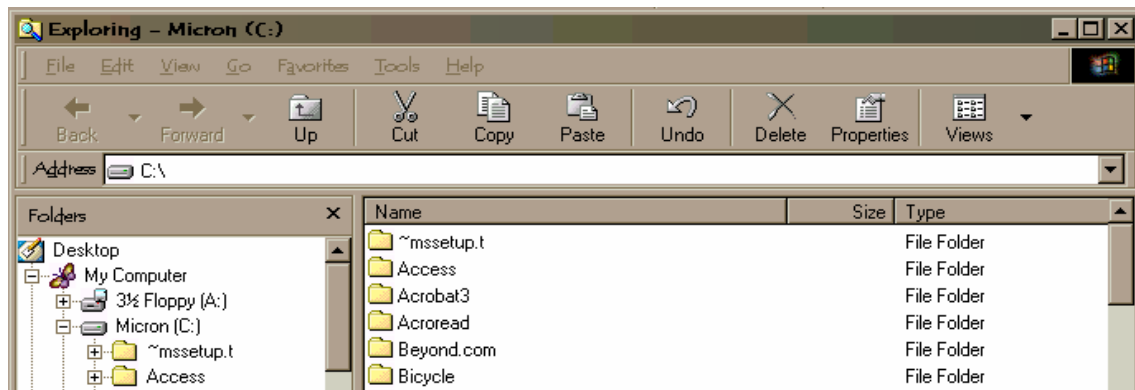 Exploring - Micron (C:)
File Edit View Go Favorites Tools Help
Back Forward Up Cut Copy Paste Undo Delete Properties Views
Address C:\
Folders
Name Size Type
Desktop
My Computer
3½ Floppy (A:)
Micron (C:)
~mssetup.t
Access
~mssetup.t File Folder
Access File Folder
Acrobat3 File Folder
Acroread File Folder
Beyond.com File Folder
Bicycle File Folder